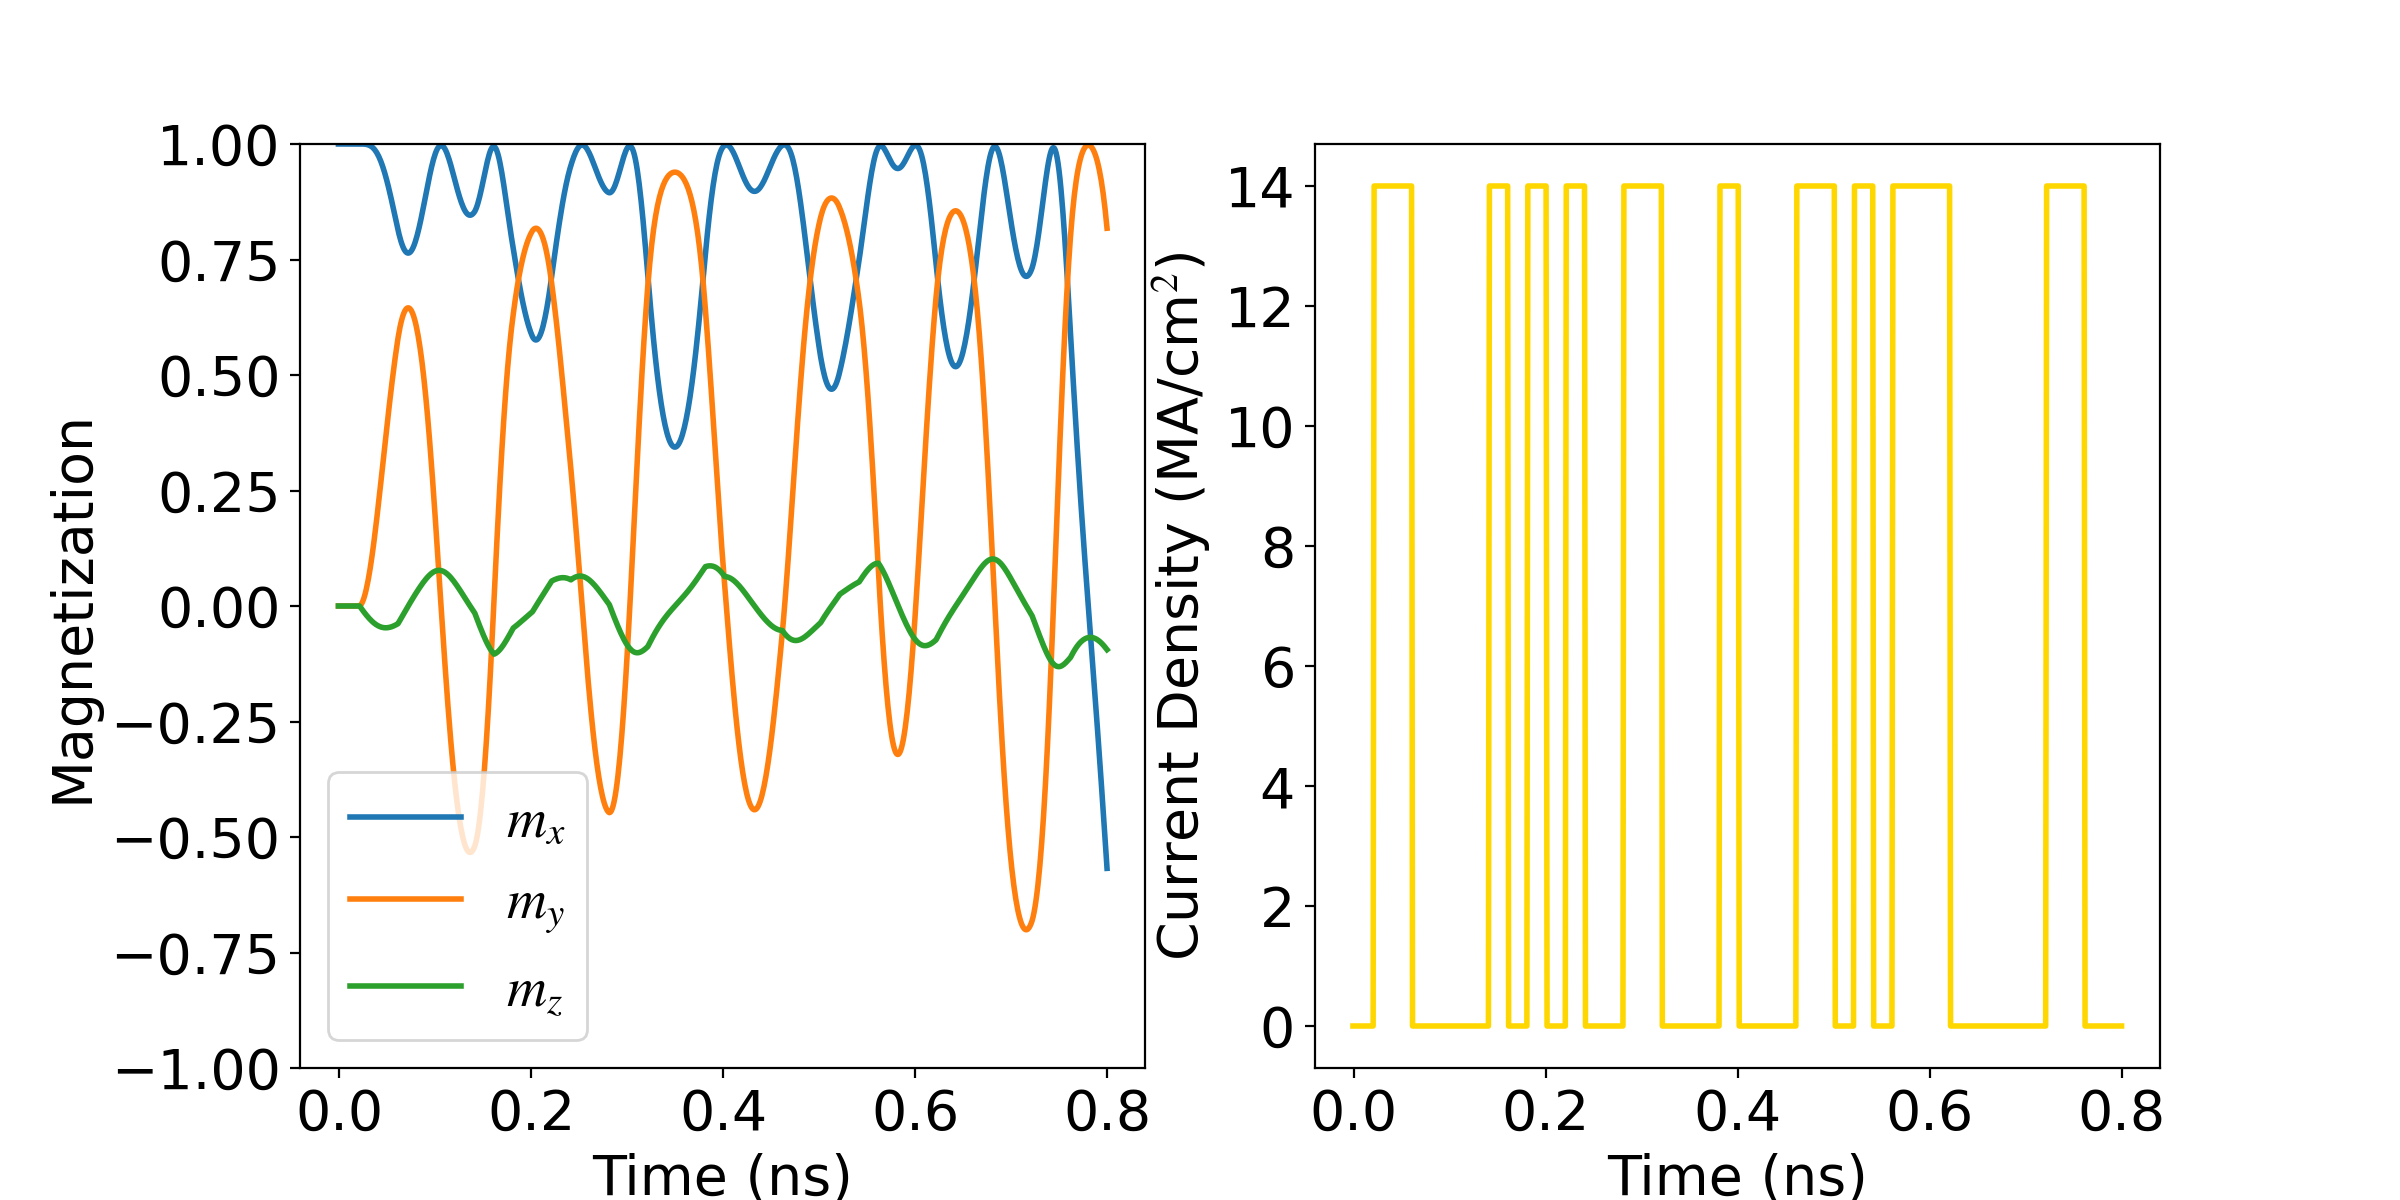 1.00
0.75
0.50
0.25
0.00
−0.25
−0.50
−0.75
−1.00
Magnetization
m_x
m_y
m_z
0.0 0.2 0.4 0.6 0.8
Time (ns)
14
12
10
8
6
4
2
0
Current Density (MA/cm²)
0.0 0.2 0.4 0.6 0.8
Time (ns)